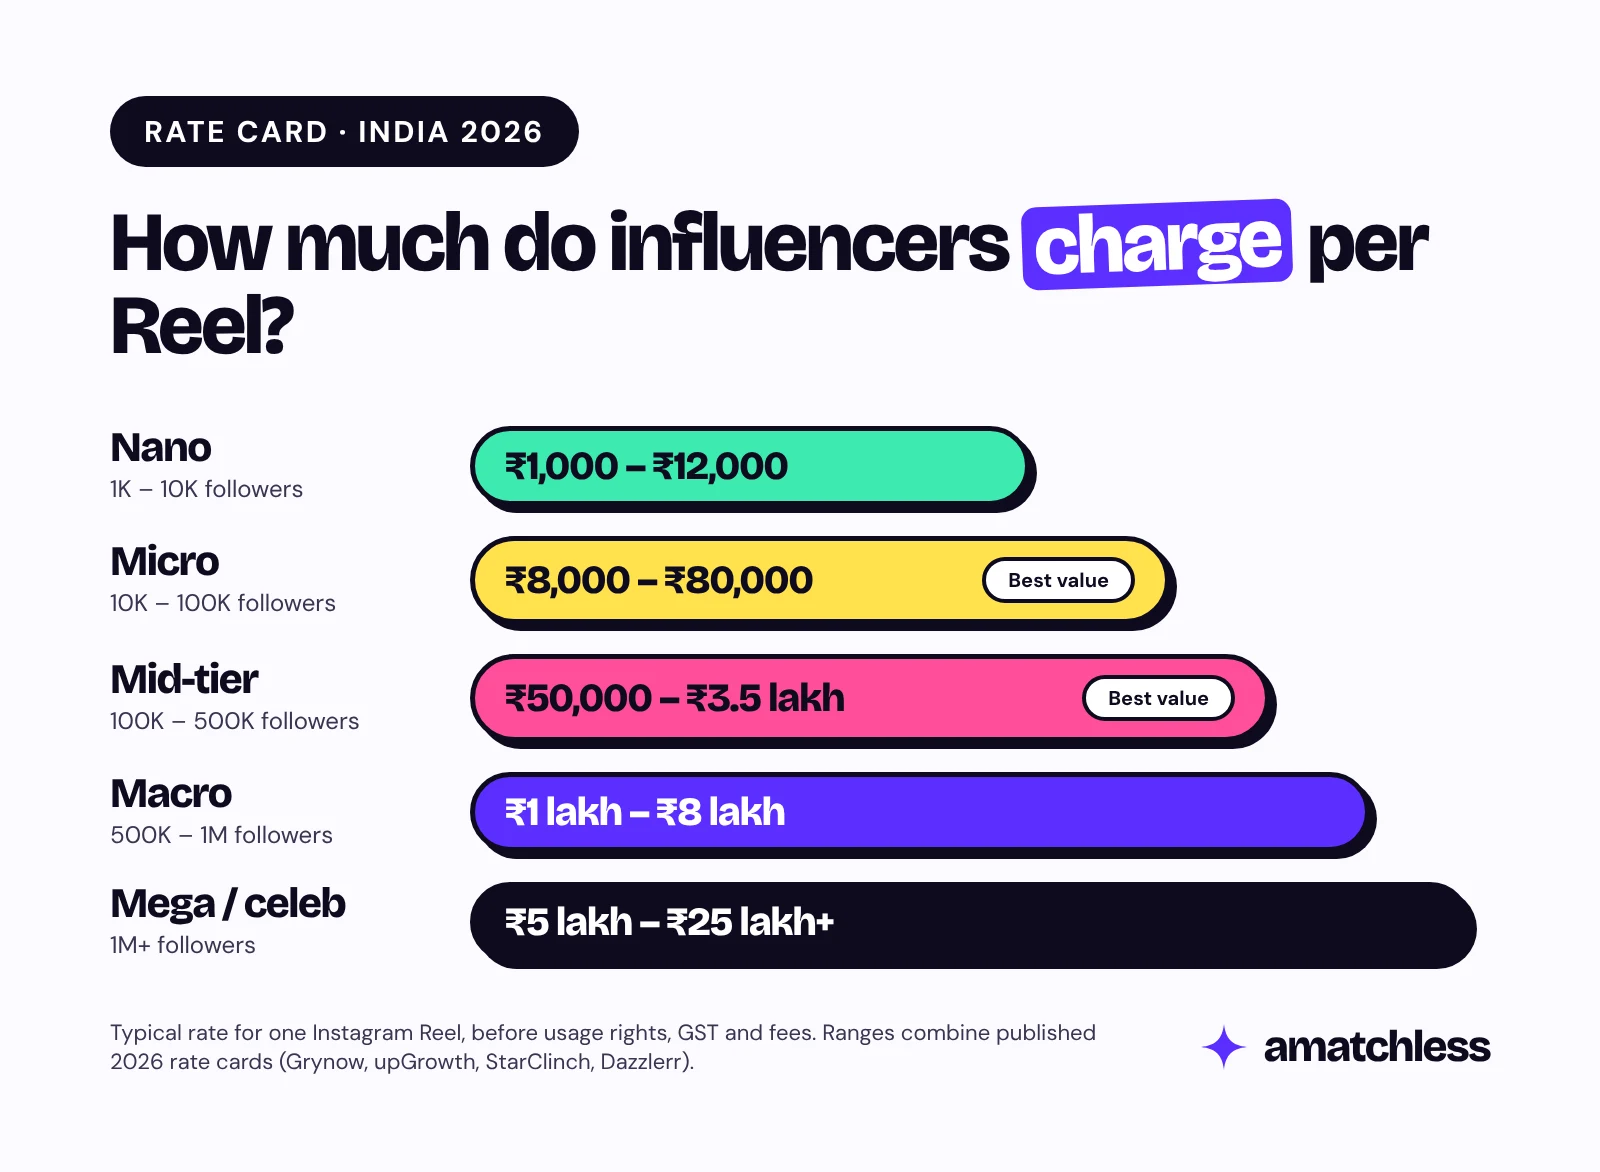 RATE CARD · INDIA 2026
How much do influencers charge per
Reel?
Nano
1K – 10K followers
₹1,000 – ₹12,000
Micro
10K – 100K followers
₹8,000 – ₹80,000
Best value
Mid-tier
100K – 500K followers
₹50,000 – ₹3.5 lakh
Best value
Macro
500K – 1M followers
₹1 lakh – ₹8 lakh
Mega / celeb
1M+ followers
₹5 lakh – ₹25 lakh+
Typical rate for one Instagram Reel, before usage rights, GST and fees. Ranges combine published
2026 rate cards (Grynow, upGrowth, StarClinch, Dazzlerr).
amatchless